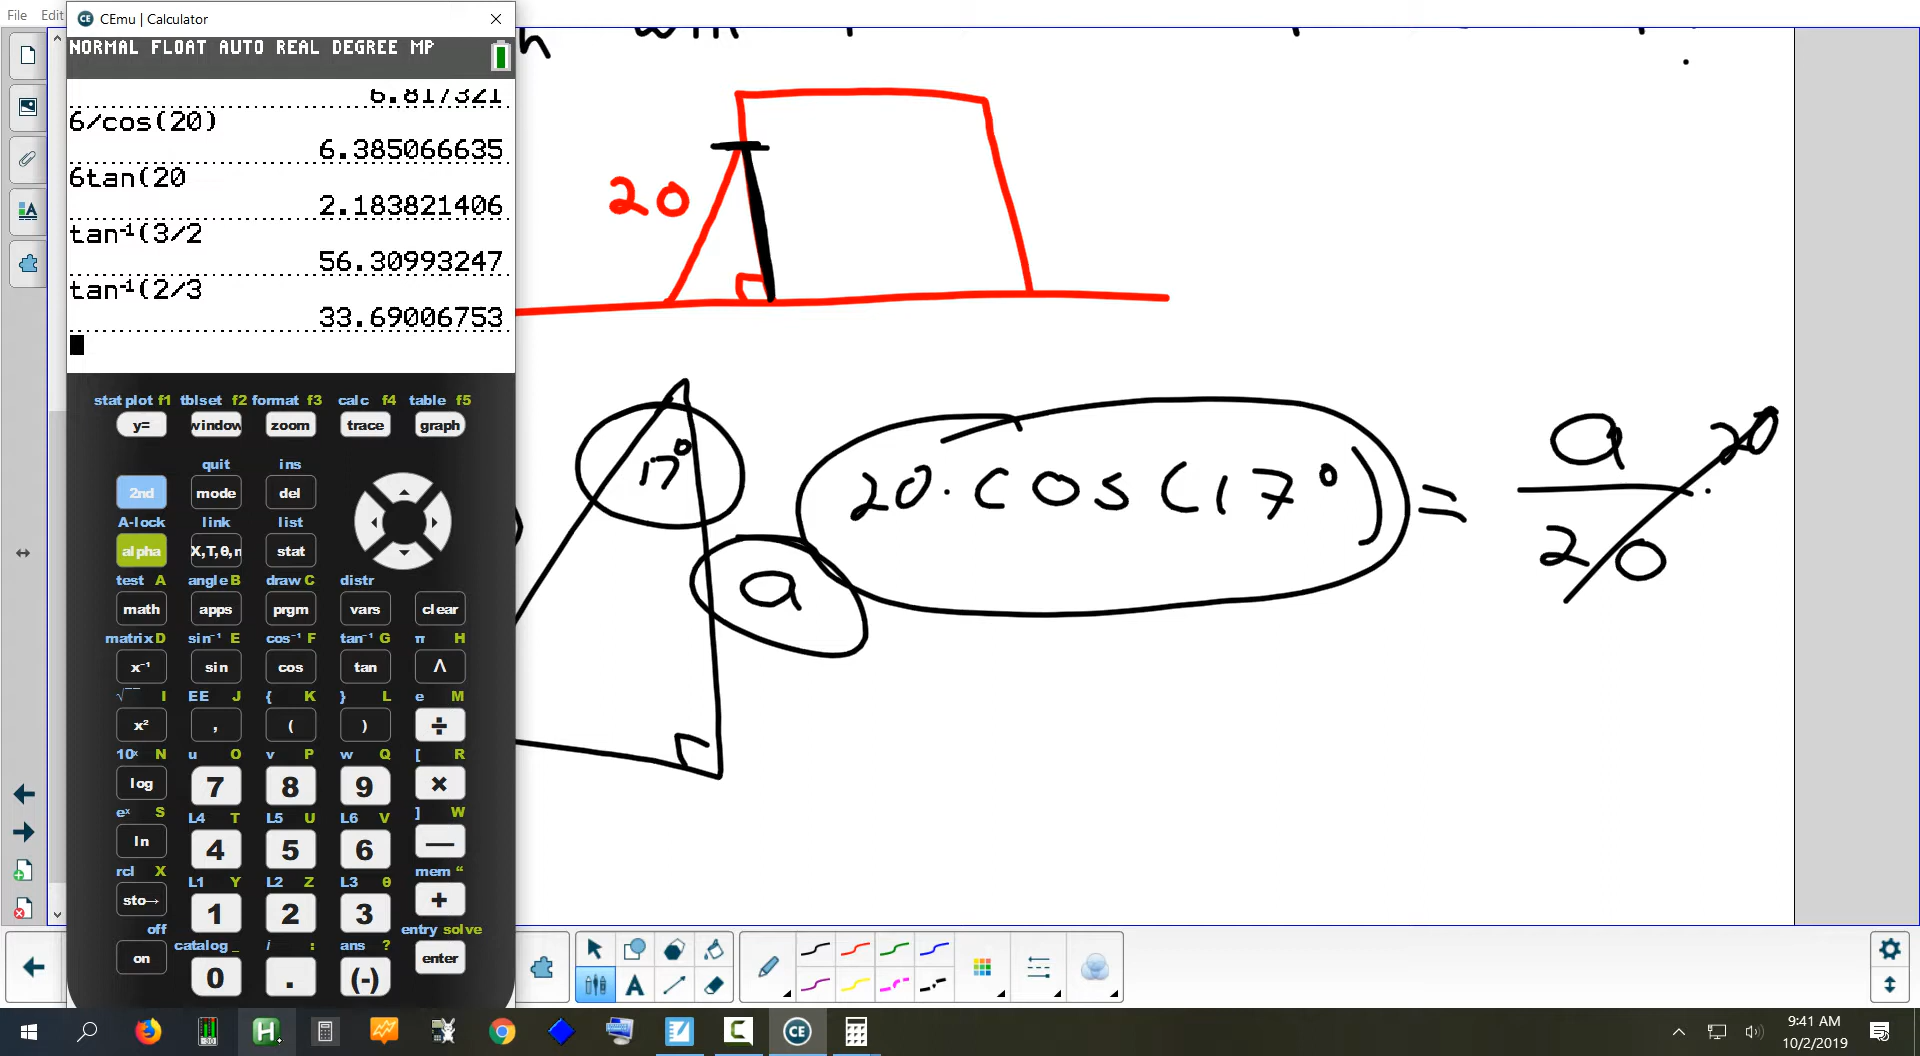 File Edit
CEmu | Calculator
NORMAL FLOAT AUTO REAL DEGREE MP
6.817321
6/cos(20)
6.385066635
6tan(20
2.183821406
tan⁻¹(3/2
56.30993247
tan⁻¹(2/3
33.69006753
stat plot f1 tblset f2 format f3 calc f4 table f5
y= window zoom trace graph
quit ins
2nd mode del
A-lock link list
alpha X,T,θ,n stat
test A angle B draw C distr
math apps prgm vars clear
matrix D sin⁻¹ E cos⁻¹ F tan⁻¹ G π H
x⁻¹ sin cos tan ^
√ I EE J { K } L e M
x² , ( ) ÷
10ˣ N u O v P w Q [ R
log 7 8 9 ×
eˣ S L4 T L5 U L6 V ] W
ln 4 5 6 —
rcl X L1 Y L2 Z L3 θ mem "
sto→ 1 2 3 +
off catalog _ i : ans ? entry solve
on 0 . (-) enter
20
17°
a
20·cos(17°) = a/20 · 20
A
CE
9:41 AM
10/2/2019